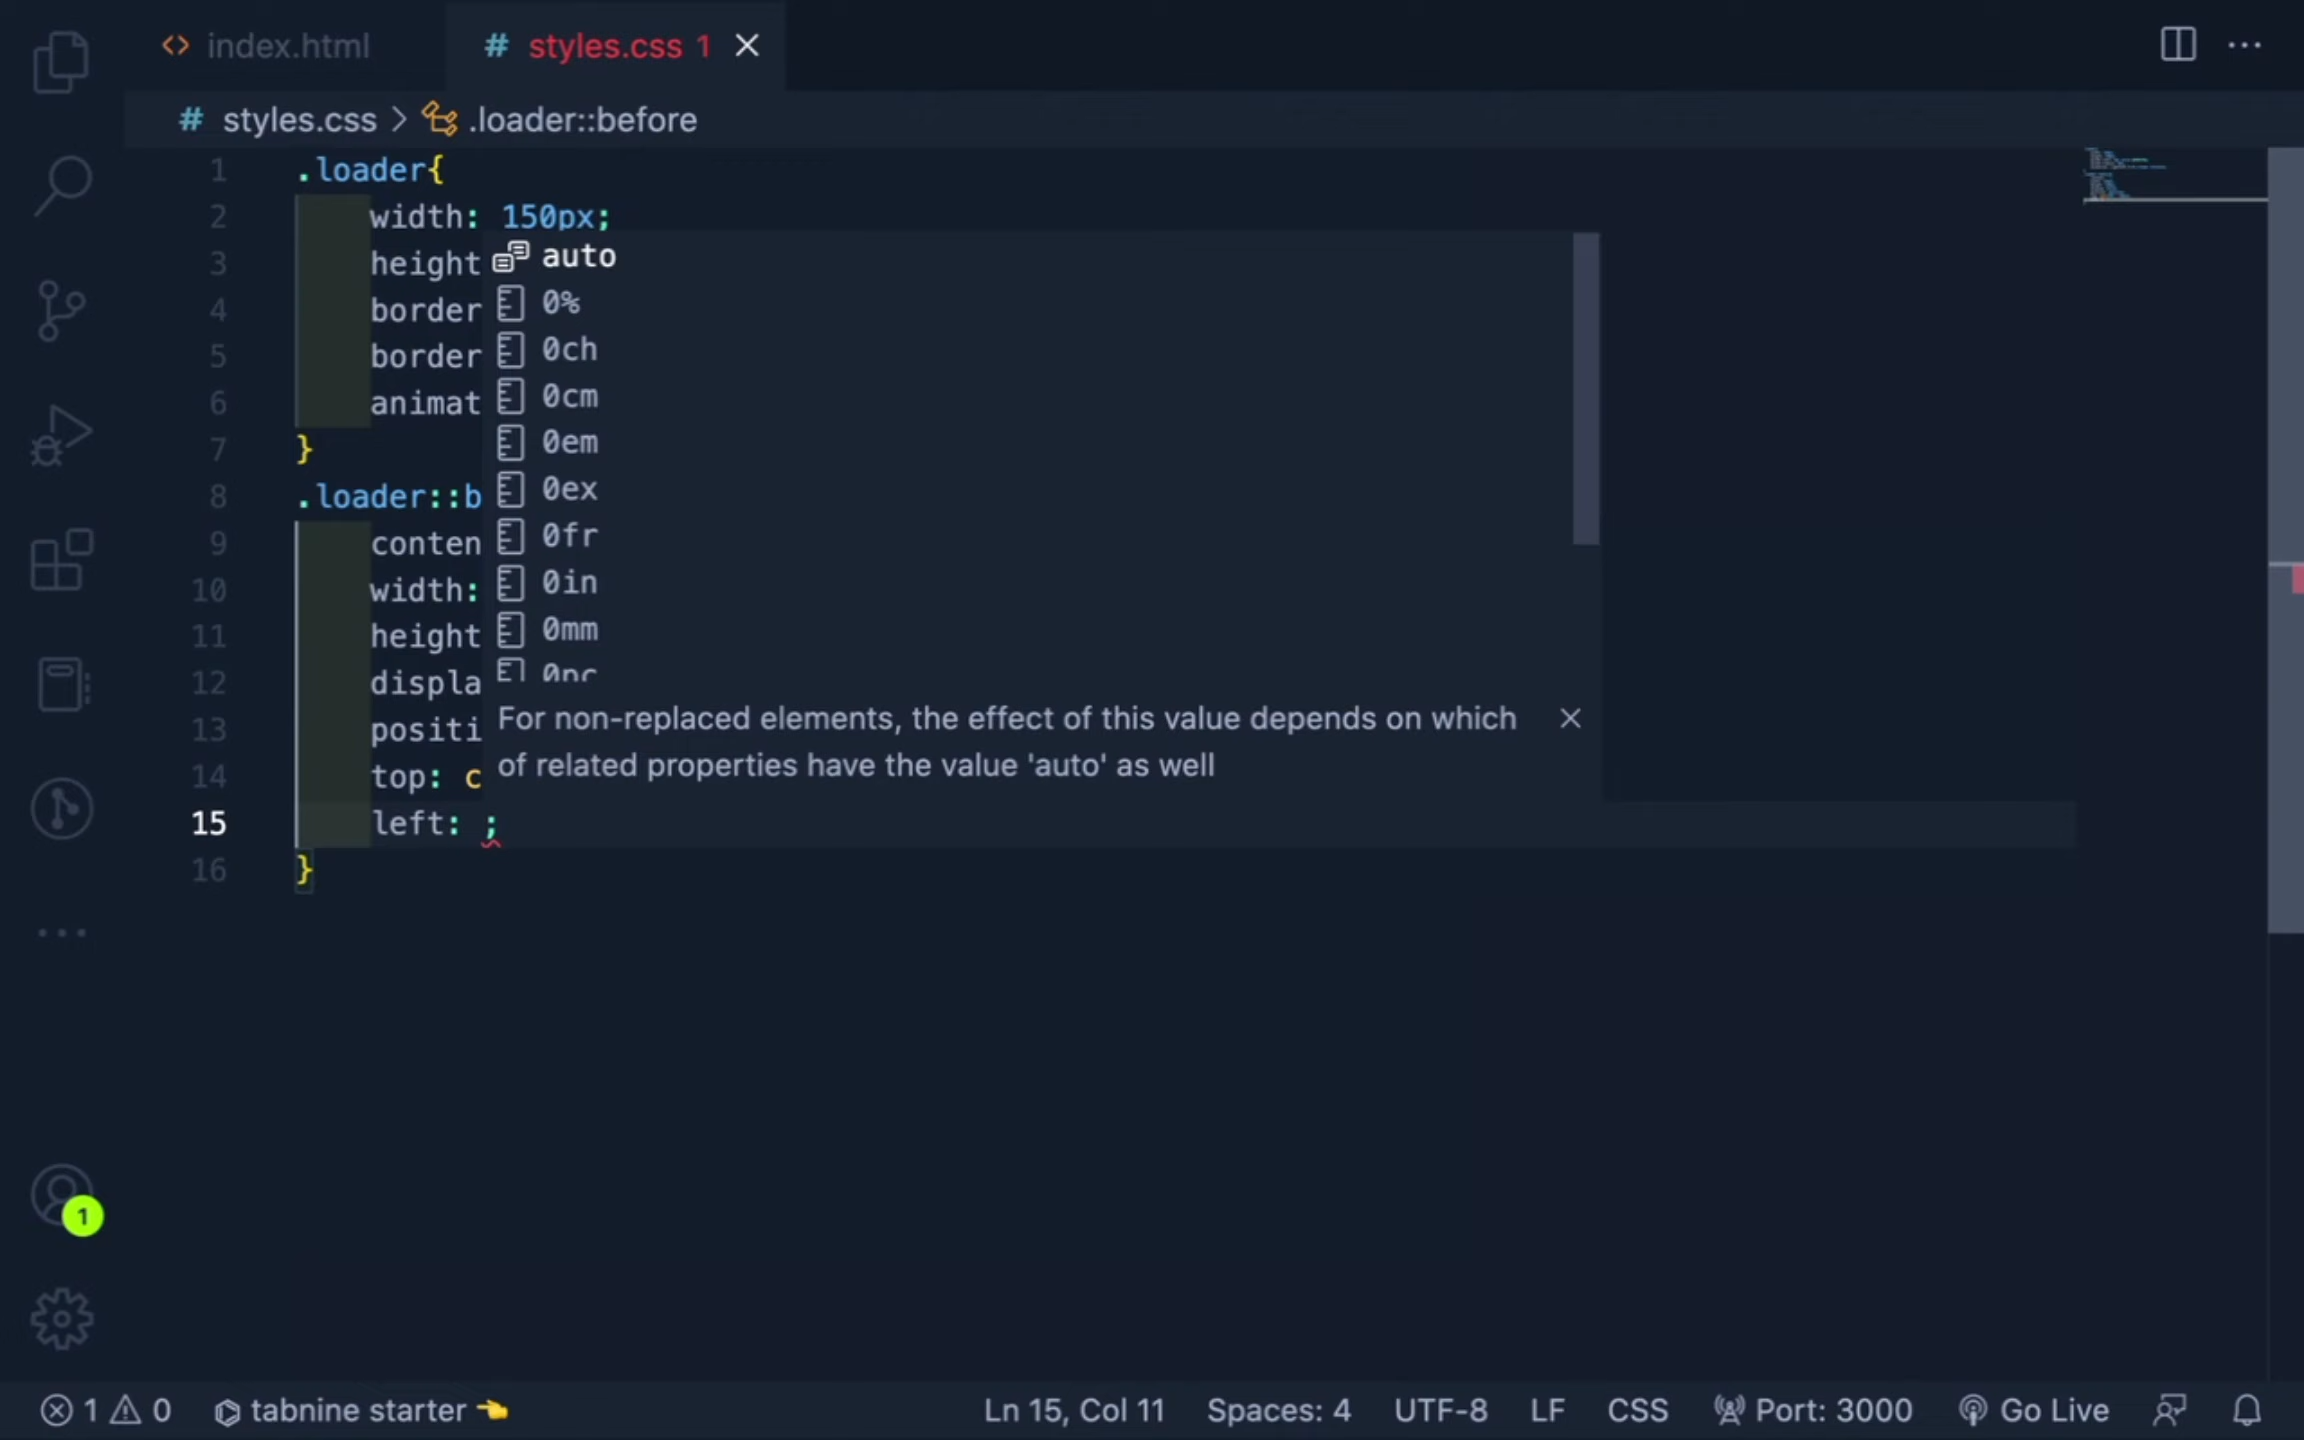 index.html
# styles.css 1
# styles.css > .loader::before
1 .loader{
2 width: 150px;
3 height
4 border
5 border
6 animat
7 }
8 .loader::b
9 conten
10 width:
11 height
12 displa
13 positi
14 top: c
15 left: ;
16 }
auto
0%
0ch
0cm
0em
0ex
0fr
0in
0mm
For non-replaced elements, the effect of this value depends on which
of related properties have the value 'auto' as well
1
1 0 tabnine starter Ln 15, Col 11 Spaces: 4 UTF-8 LF CSS Port: 3000 Go Live